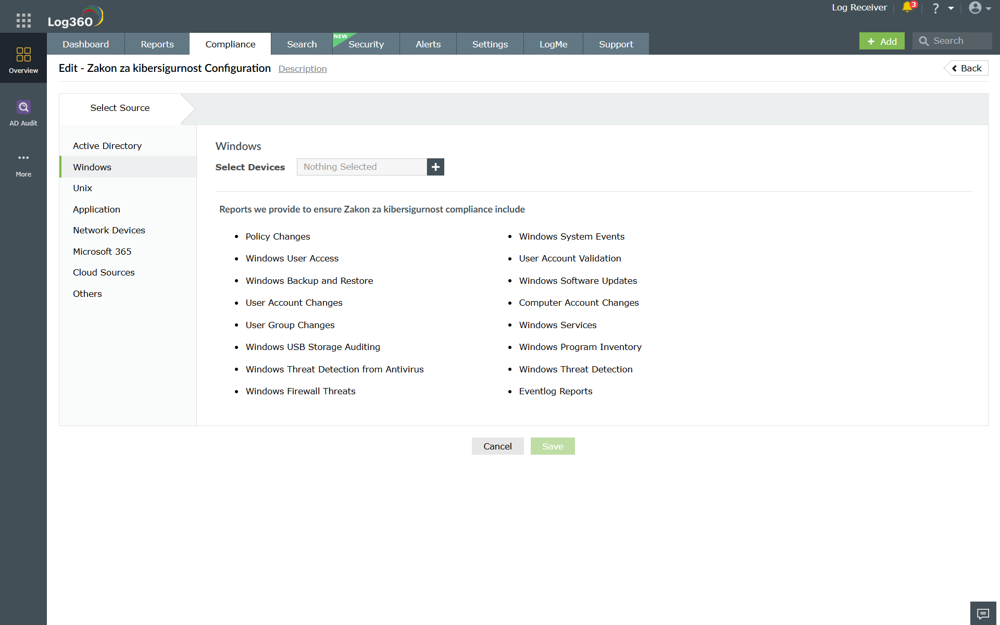 Log360
Log Receiver
3
?
Dashboard
Reports
Compliance
Search
NEW
Security
Alerts
Settings
LogMe
Support
+ Add
Search
Overview
AD Audit
More
Edit - Zakon za kibersigurnost Configuration
Description
Back
Select Source
Active Directory
Windows
Unix
Application
Network Devices
Microsoft 365
Cloud Sources
Others
Windows
Select Devices
Nothing Selected
Reports we provide to ensure Zakon za kibersigurnost compliance include
Policy Changes
Windows System Events
Windows User Access
User Account Validation
Windows Backup and Restore
Windows Software Updates
User Account Changes
Computer Account Changes
User Group Changes
Windows Services
Windows USB Storage Auditing
Windows Program Inventory
Windows Threat Detection from Antivirus
Windows Threat Detection
Windows Firewall Threats
Eventlog Reports
Cancel
Save